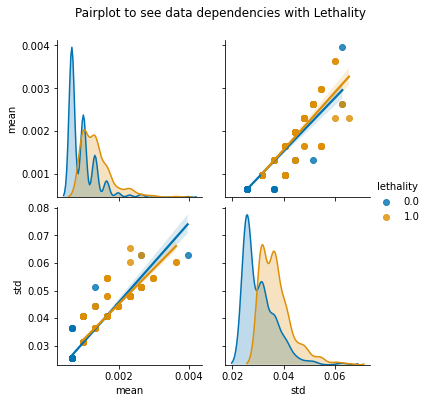 Pairplot to see data dependencies with Lethality
0.004
0.003
0.002
0.001
mean
lethality
0.0
1.0
0.08
0.07
0.06
0.05
0.04
0.03
std
0.002 0.004
mean
0.02 0.04 0.06
std